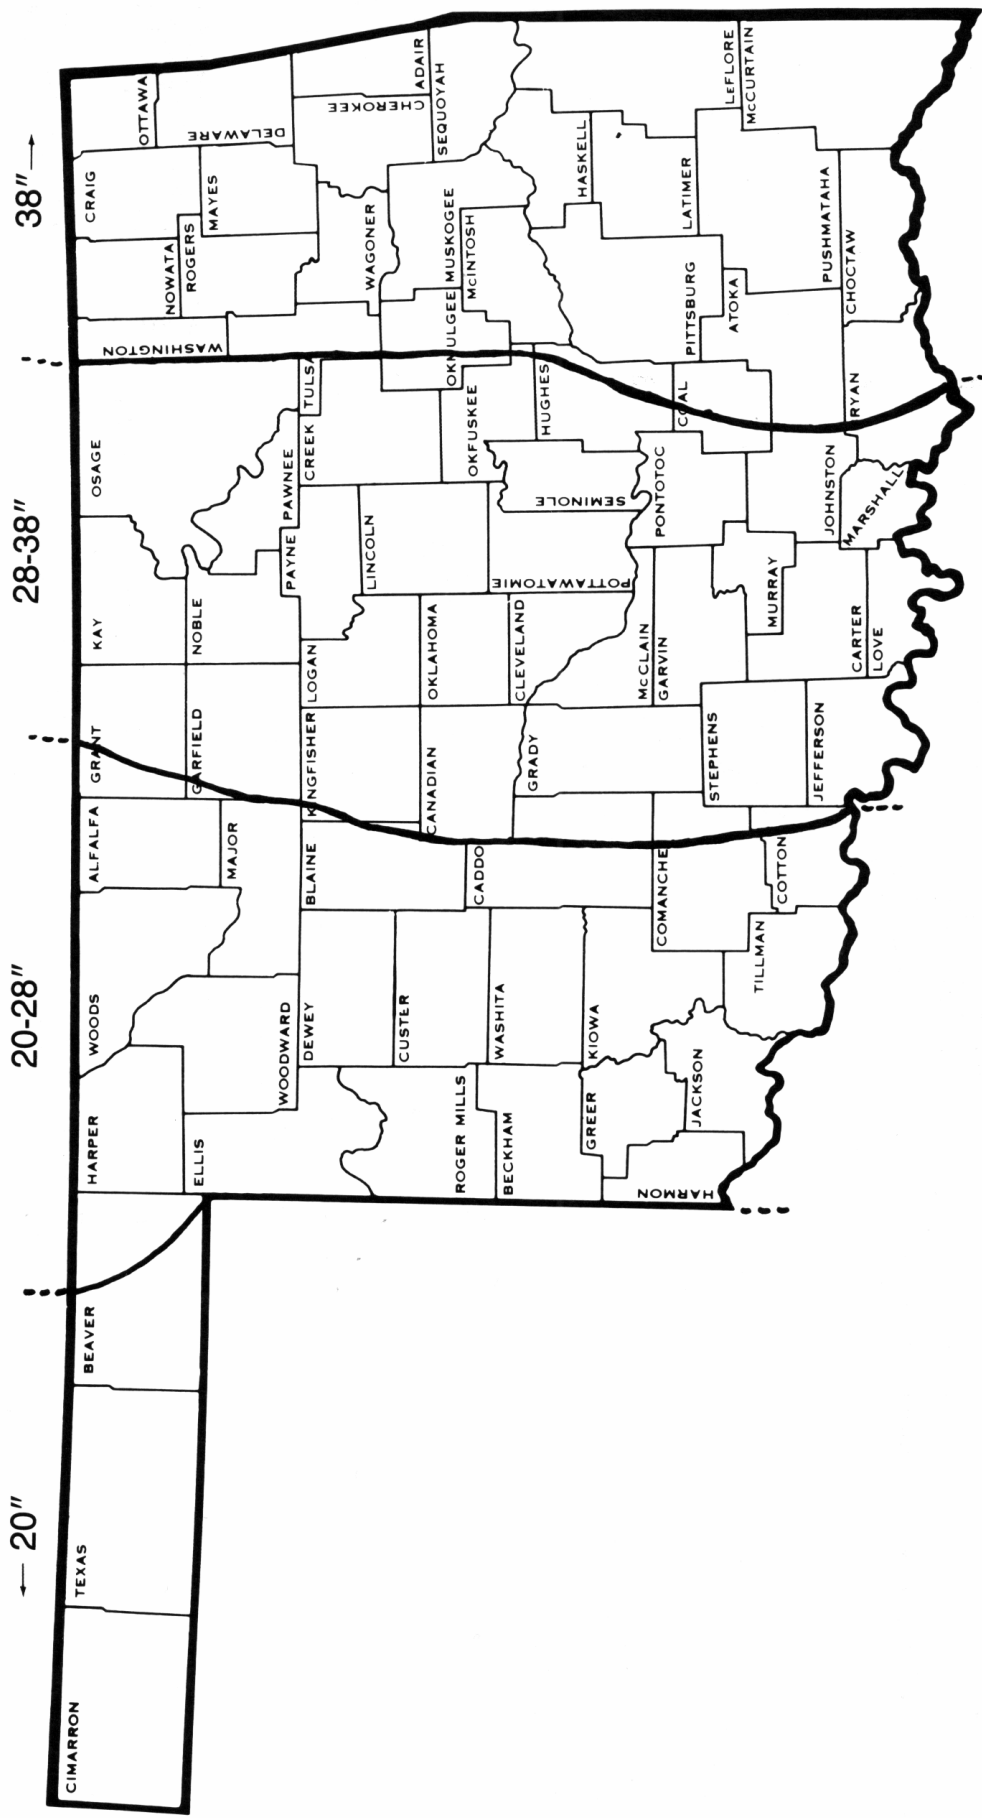 ← 20″
20-28″
28-38″
38″ →
CIMARRON
TEXAS
BEAVER
HARPER
WOODS
ALFALFA
GRANT
KAY
OSAGE
WASHINGTON
NOWATA
CRAIG
OTTAWA
ELLIS
WOODWARD
MAJOR
GARFIELD
NOBLE
PAWNEE
ROGERS
MAYES
DELAWARE
DEWEY
BLAINE
KINGFISHER
LOGAN
PAYNE
CREEK
TULSA
WAGONER
CHEROKEE
ADAIR
ROGER MILLS
CUSTER
CANADIAN
OKLAHOMA
LINCOLN
OKFUSKEE
OKMULGEE
MUSKOGEE
SEQUOYAH
BECKHAM
WASHITA
CADDO
GRADY
CLEVELAND
POTTAWATOMIE
SEMINOLE
HUGHES
McINTOSH
HASKELL
GREER
KIOWA
COMANCHE
McCLAIN
GARVIN
PONTOTOC
COAL
PITTSBURG
LATIMER
LeFLORE
HARMON
JACKSON
TILLMAN
COTTON
STEPHENS
MURRAY
JOHNSTON
ATOKA
PUSHMATAHA
McCURTAIN
JEFFERSON
CARTER
LOVE
MARSHALL
RYAN
CHOCTAW